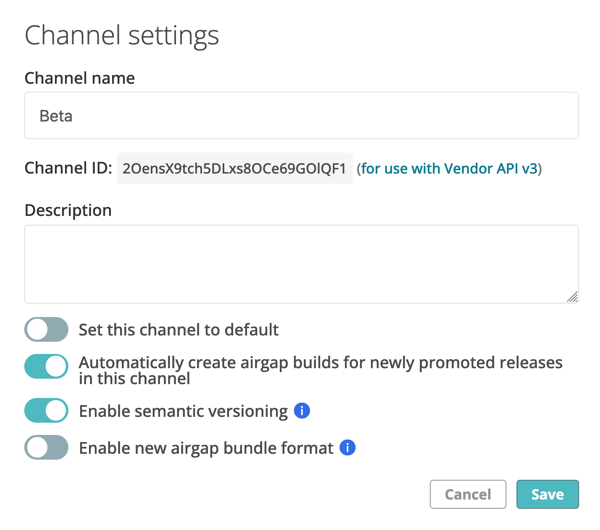 Channel settings
Channel name
Beta
Channel ID: 2OensX9tch5DLxs8OCe69GOlQF1 (for use with Vendor API v3)
Description
Set this channel to default
Automatically create airgap builds for newly promoted releases
in this channel
Enable semantic versioning i
Enable new airgap bundle format i
Cancel Save